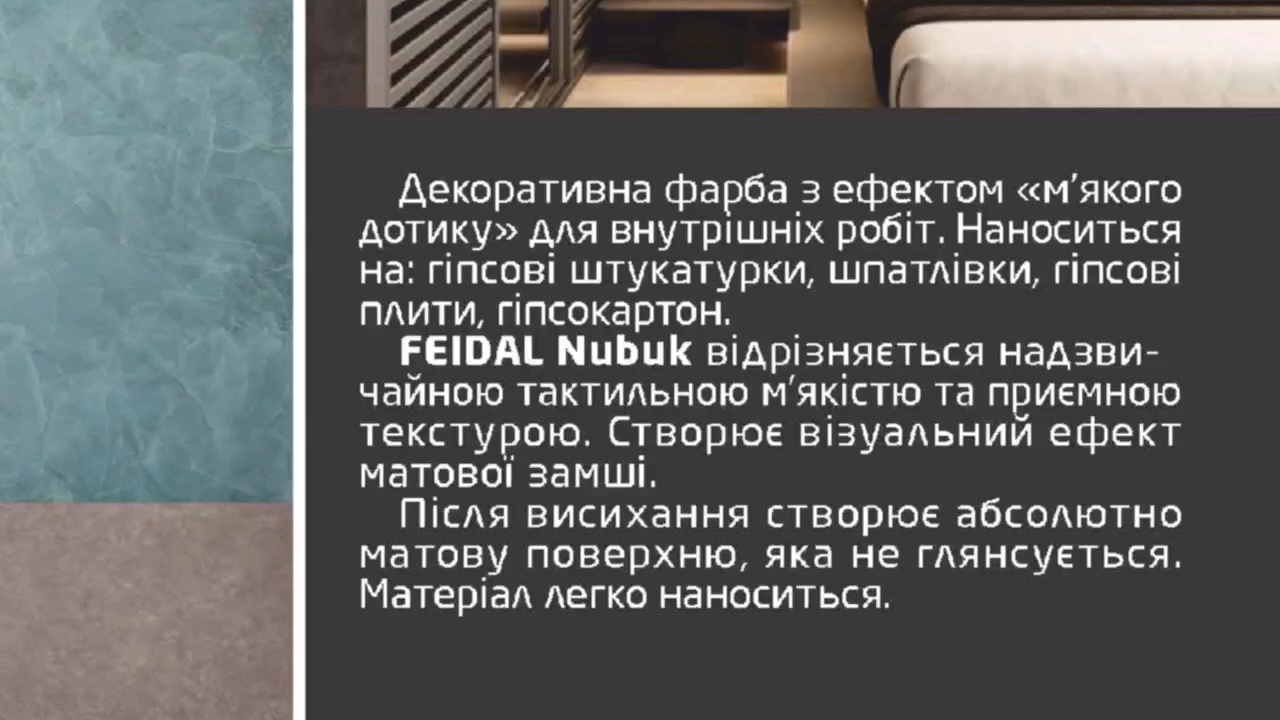 Декоративна фарба з ефектом «м’якого
дотику» для внутрішніх робіт. Наноситься
на: гіпсові штукатурки, шпатлівки, гіпсові
плити, гіпсокартон.
FEIDAL Nubuk відрізняється надзви-
чайною тактильною м’якістю та приємною
текстурою. Створює візуальний ефект
матової замші.
Після висихання створює абсолютно
матову поверхню, яка не глянсується.
Матеріал легко наноситься.